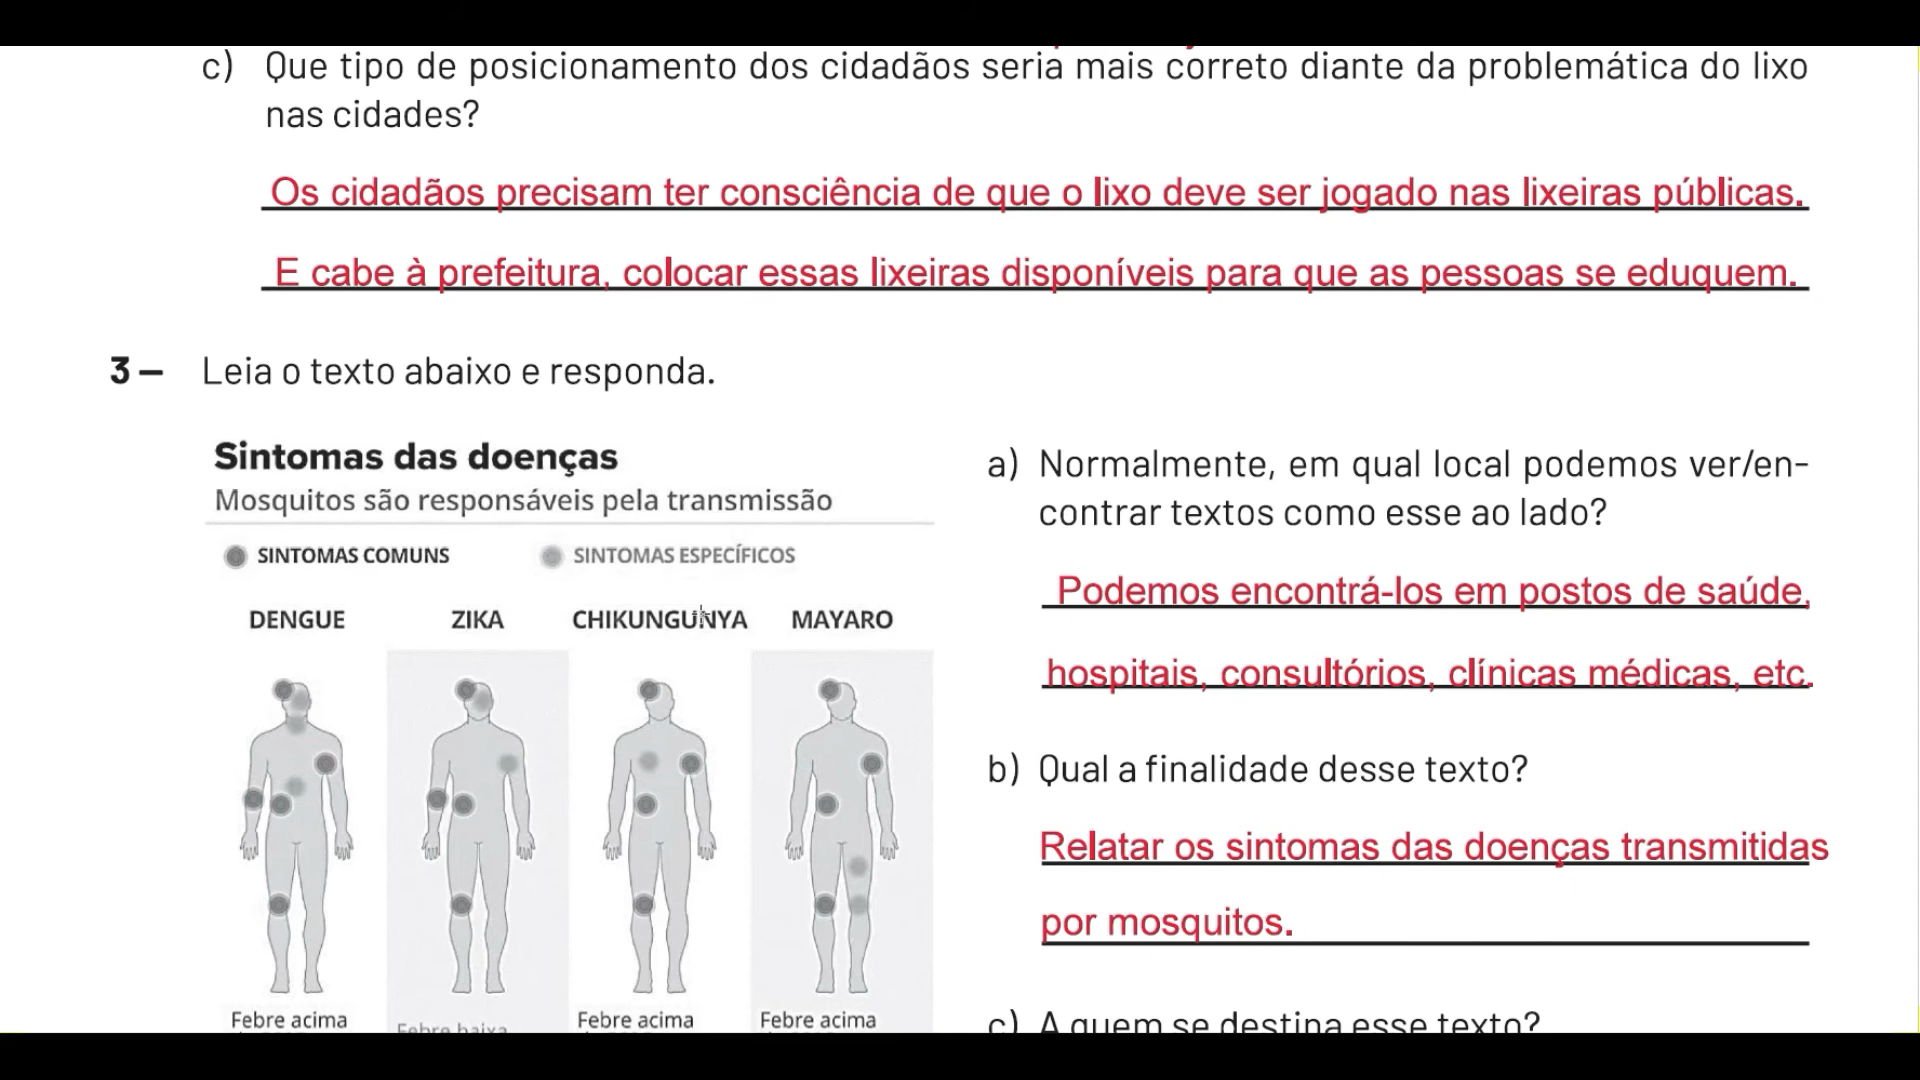 c) Que tipo de posicionamento dos cidadãos seria mais correto diante da problemática do lixo
nas cidades?
Os cidadãos precisam ter consciência de que o lixo deve ser jogado nas lixeiras públicas.
E cabe à prefeitura, colocar essas lixeiras disponíveis para que as pessoas se eduquem.
3 — Leia o texto abaixo e responda.
Sintomas das doenças
Mosquitos são responsáveis pela transmissão
SINTOMAS COMUNS SINTOMAS ESPECÍFICOS
DENGUE ZIKA CHIKUNGUNYA MAYARO
Febre acima Febre baixa Febre acima Febre acima
a) Normalmente, em qual local podemos ver/en-
contrar textos como esse ao lado?
Podemos encontrá-los em postos de saúde,
hospitais, consultórios, clínicas médicas, etc.
b) Qual a finalidade desse texto?
Relatar os sintomas das doenças transmitidas
por mosquitos.
c) A quem se destina esse texto?